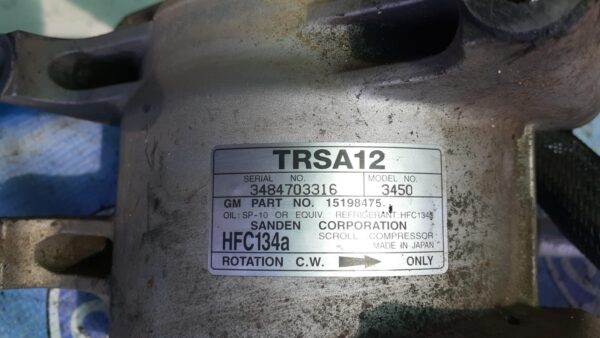 TRSA12
SERIAL NO. MODEL NO.
3484703316 3450
GM PART NO. 15198475.
OIL: SP-10 OR EQUIV. REFRIGERANT: HFC134a
SANDEN CORPORATION
HFC134a SCROLL COMPRESSOR
MADE IN JAPAN
ROTATION C.W. ONLY